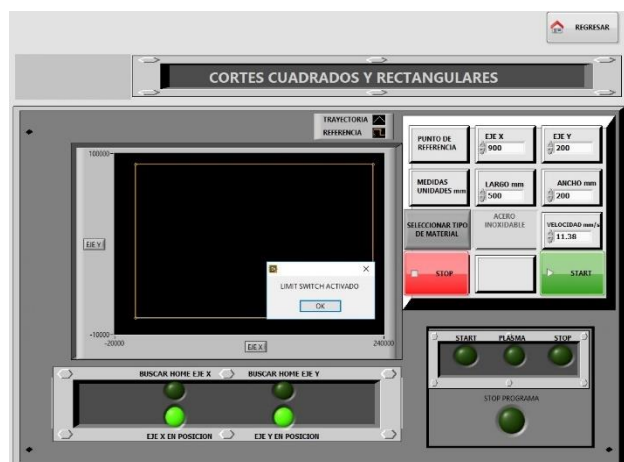 REGRESAR
CORTES CUADRADOS Y RECTANGULARES
TRAYECTORIA
REFERENCIA
100000
EJE Y
-10000
-20000
EJE X
240000
LIMIT SWITCH ACTIVADO
OK
PUNTO DE
REFERENCIA
EJE X
900
EJE Y
200
MEDIDAS
UNIDADES mm
LARGO mm
500
ANCHO mm
200
SELECCIONAR TIPO
DE MATERIAL
ACERO
INOXIDABLE
VELOCIDAD mm/s
11.38
STOP
START
START PLASMA STOP
STOP PROGRAMA
BUSCAR HOME EJE X BUSCAR HOME EJE Y
EJE X EN POSICION EJE Y EN POSICION